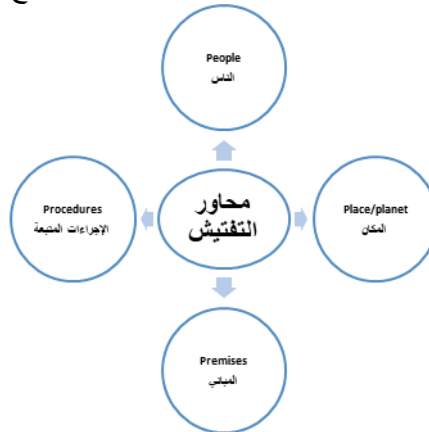 People
الناس
Procedures
الإجراءات المتبعة
محاور
التفتيش
Place/planet
المكان
Premises
المباني